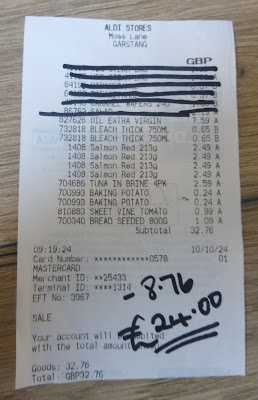 ALDI STORES
Moss Lane
GARSTANG
GBP
827626 OIL EXTRA VIRGIN 7.59 A
732818 BLEACH THICK 750ML 0.65 B
732818 BLEACH THICK 750ML 0.65 B
1408 Salmon Red 213g 2.49 A
1408 Salmon Red 213g 2.49 A
1408 Salmon Red 213g 2.49 A
1408 Salmon Red 213g 2.49 A
704686 TUNA IN BRINE 4PK 2.59 A
700993 BAKING POTATO 0.24 A
700993 BAKING POTATO 0.24 A
810883 SWEET VINE TOMATO 0.99 A
700340 BREAD SEEDED 800G 1.09 A
Subtotal 32.76
09:19:24 10/10/24
Card Number: ************0578 01
MASTERCARD
Merchant ID: **25433
Terminal ID: ****1314
EFT No: 3967
- 8.76
SALE
£24.00
Your account will be debited
with the total amount
Goods: 32.76
Total: GBP32.76